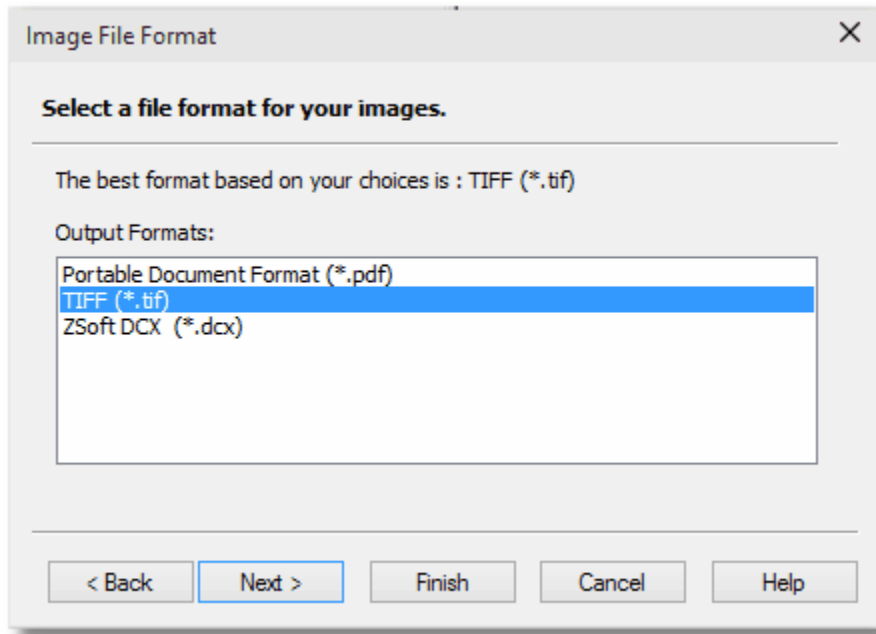 Image File Format
Select a file format for your images.
The best format based on your choices is : TIFF (*.tif)
Output Formats:
Portable Document Format (*.pdf)
TIFF (*.tif)
ZSoft DCX (*.dcx)
< Back Next > Finish Cancel Help